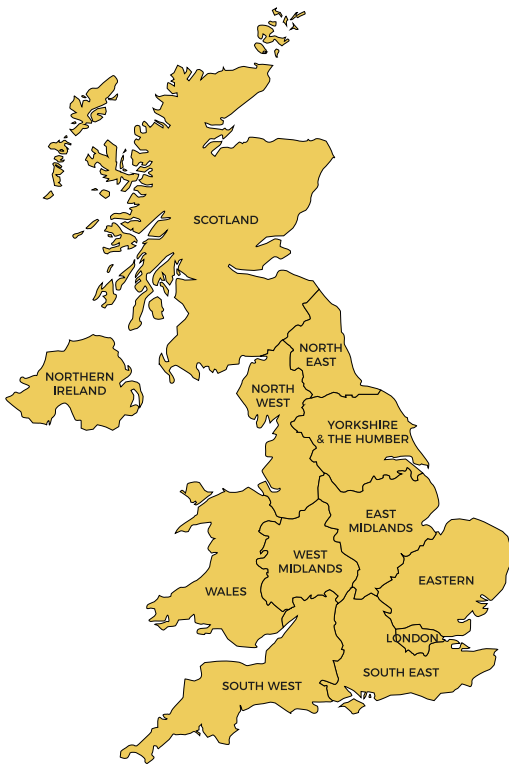 SCOTLAND
NORTH
EAST
NORTHERN
IRELAND
NORTH
WEST
YORKSHIRE
& THE HUMBER
EAST
MIDLANDS
WEST
MIDLANDS
EASTERN
WALES
LONDON
SOUTH EAST
SOUTH WEST